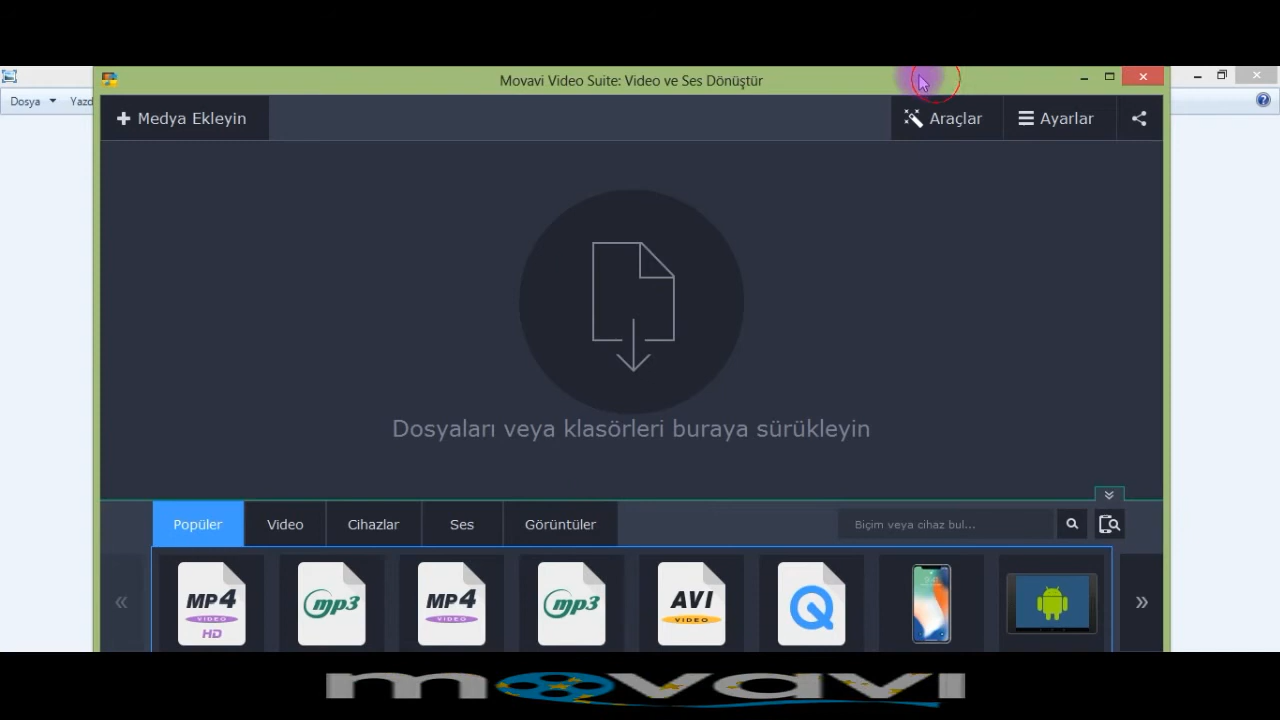 Movavi Video Suite: Video ve Ses Dönüştür
Dosya
Yazd
Medya Ekleyin
Araçlar
Ayarlar
Dosyaları veya klasörleri buraya sürükleyin
Popüler
Video
Cihazlar
Ses
Görüntüler
Biçim veya cihaz bul...
MP4
VIDEO
HD
mp3
MP4
VIDEO
mp3
AVI
VIDEO
movavi